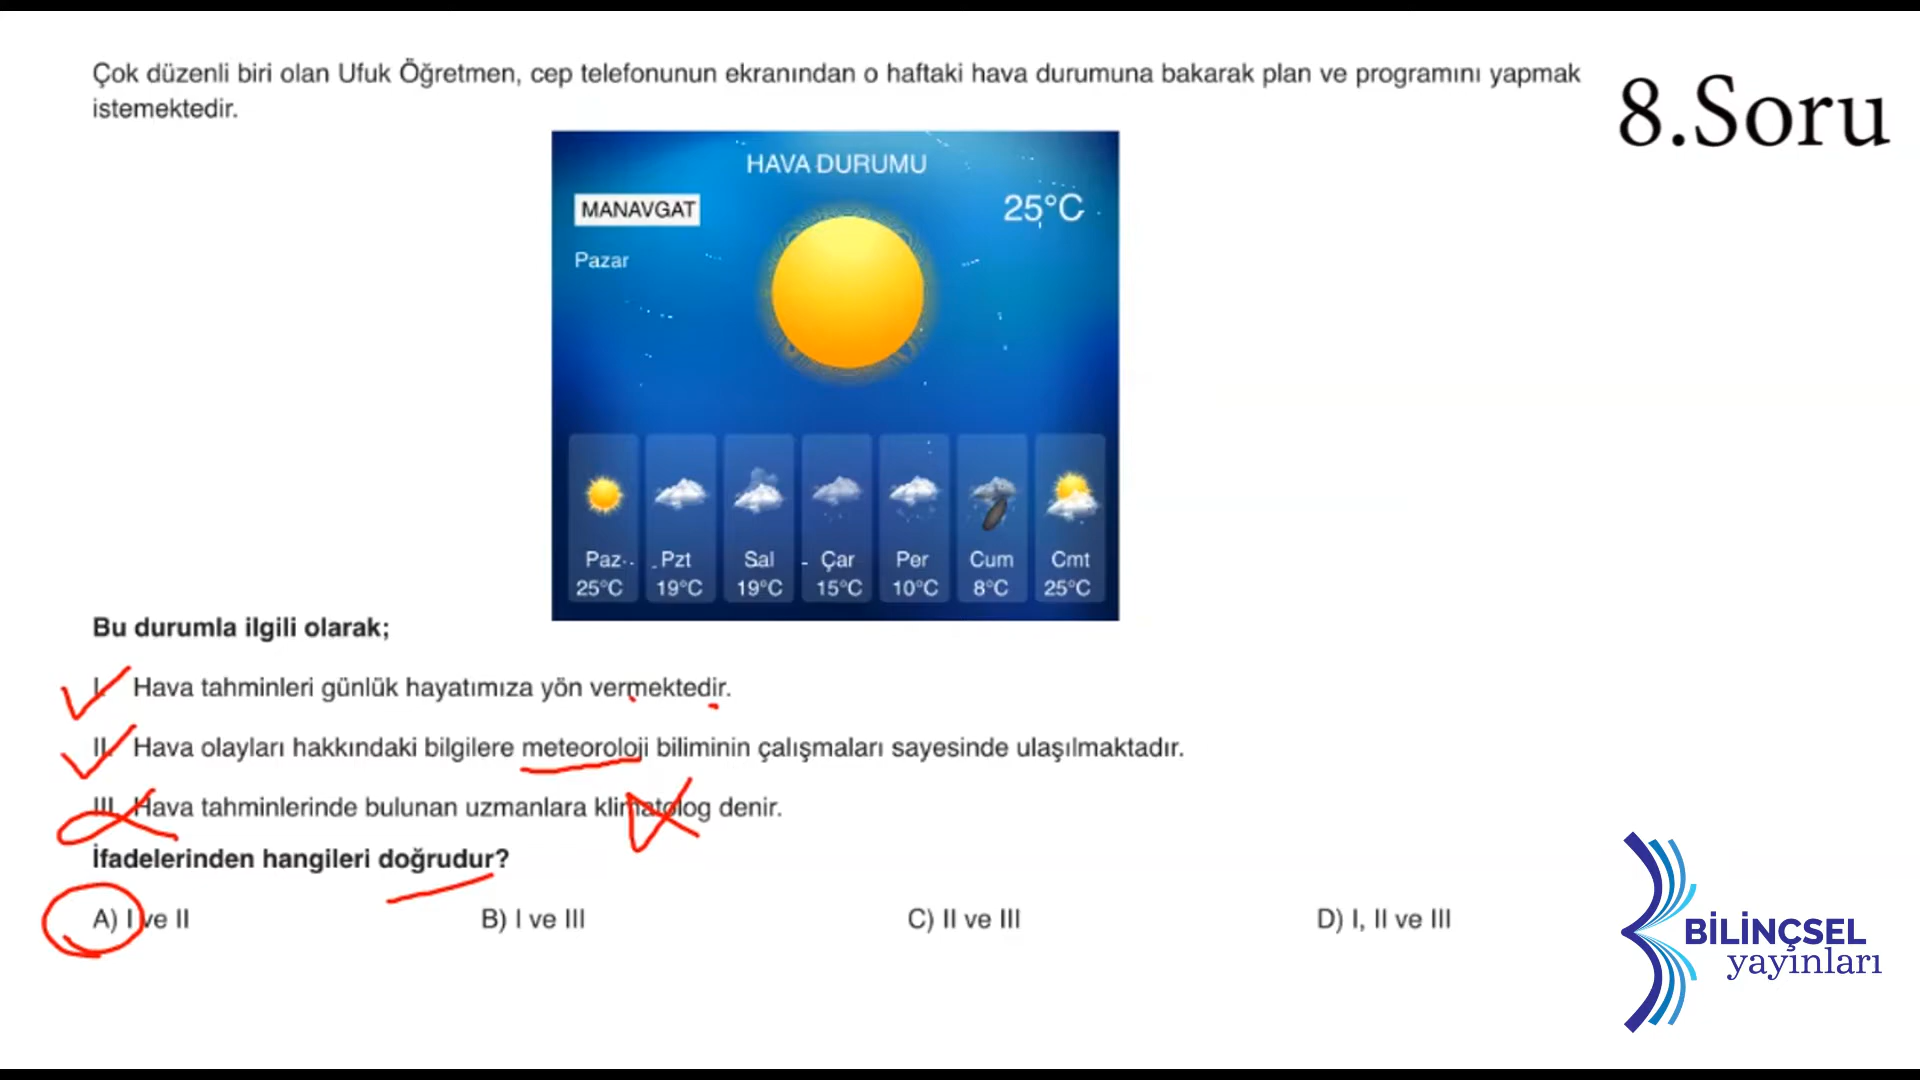 Çok düzenli biri olan Ufuk Öğretmen, cep telefonunun ekranından o haftaki hava durumuna bakarak plan ve programını yapmak
istemektedir.
8.Soru
HAVA DURUMU
MANAVGAT
25°C
Pazar
Paz Pzt Sal Çar Per Cum Cmt
25°C 19°C 19°C 15°C 10°C 8°C 25°C
Bu durumla ilgili olarak;
I. Hava tahminleri günlük hayatımıza yön vermektedir.
II. Hava olayları hakkındaki bilgilere meteoroloji biliminin çalışmaları sayesinde ulaşılmaktadır.
III. Hava tahminlerinde bulunan uzmanlara klimatolog denir.
İfadelerinden hangileri doğrudur?
A) I ve II B) I ve III C) II ve III D) I, II ve III
BİLİNÇSEL
yayınları